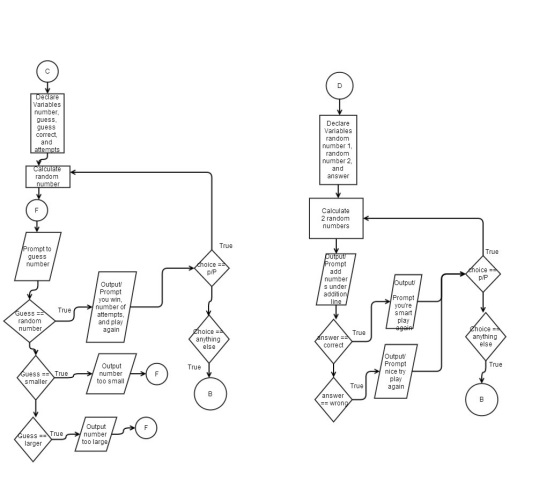 C
Declare
Variables
number,
guess,
guess
correct,
and
attempts
Calculate
random
number
F
Prompt to
guess
number
Guess ==
random
number
True
Output/
Prompt
you win,
number of
attempts,
and play
again
choice ==
p/P
True
Choice ==
anything
else
True
B
Guess ==
smaller
True
Output
number
too small
F
Guess ==
larger
True
Output
number
too large
F
D
Declare
Variables
random
number 1,
random
number 2,
and
answer
Calculate
2 random
numbers
Output/
Prompt
add
number
s under
addition
line
answer ==
correct
True
Output/
Prompt
you're
smart
play
again
choice ==
p/P
True
Choice ==
anything
else
True
B
answer
== wrong
True
Output/
Prompt
nice try
play
again